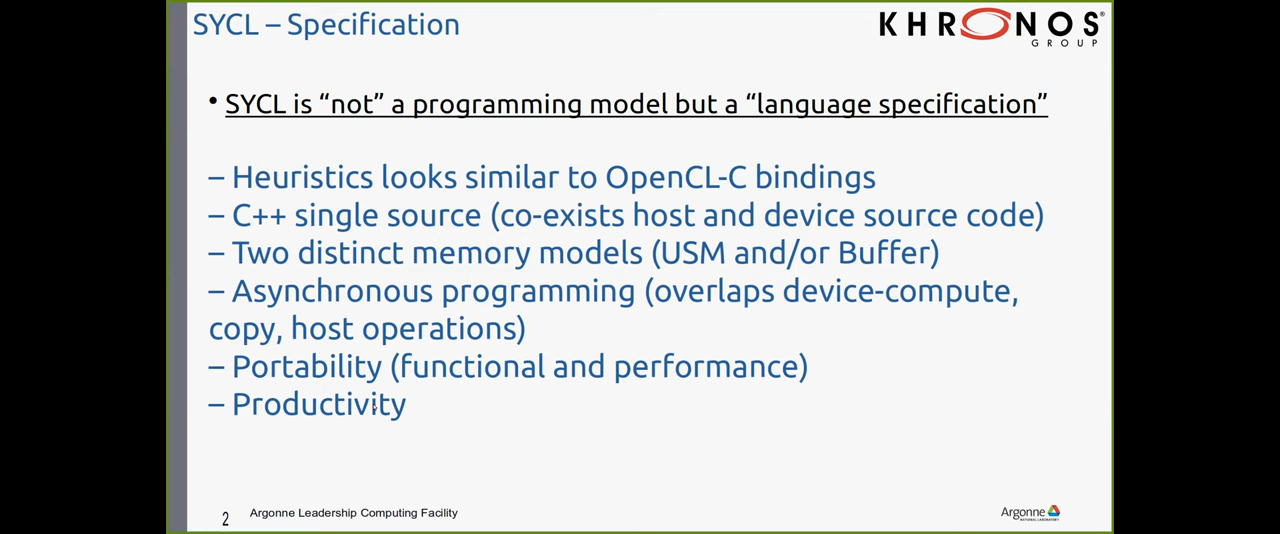 SYCL – Specification
KHRONOS®
GROUP
• SYCL is “not” a programming model but a “language specification”
– Heuristics looks similar to OpenCL-C bindings
– C++ single source (co-exists host and device source code)
– Two distinct memory models (USM and/or Buffer)
– Asynchronous programming (overlaps device-compute,
copy, host operations)
– Portability (functional and performance)
– Productivity
2 Argonne Leadership Computing Facility
Argonne
NATIONAL LABORATORY